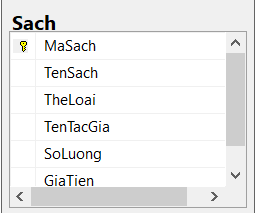 Sach
MaSach
TenSach
TheLoai
TenTacGia
SoLuong
GiaTien